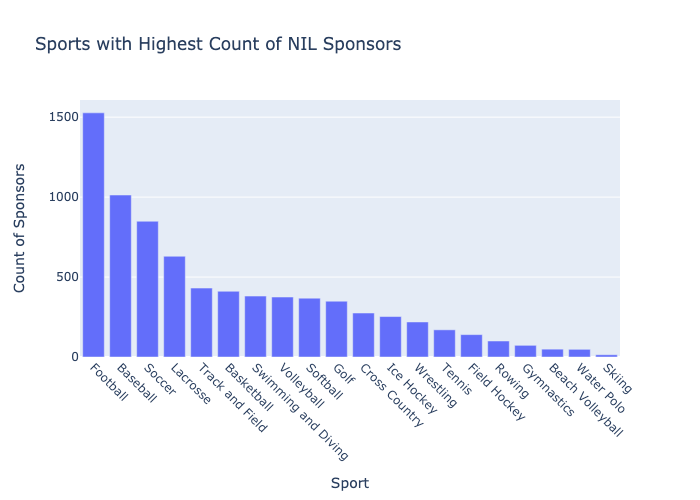 Sports with Highest Count of NIL Sponsors
Count of Sponsors
1500
1000
500
0
Football
Baseball
Soccer
Lacrosse
Track and Field
Basketball
Swimming and Diving
Volleyball
Softball
Golf
Cross Country
Ice Hockey
Wrestling
Tennis
Field Hockey
Rowing
Gymnastics
Beach Volleyball
Water Polo
Skiing
Sport